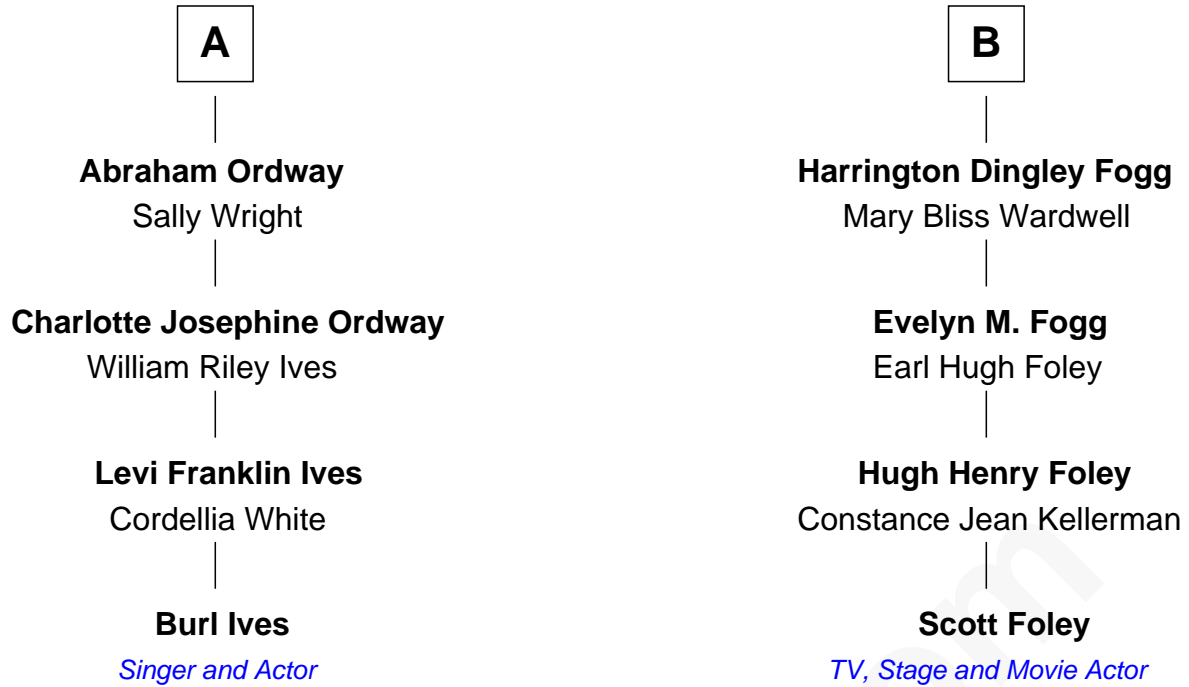 A
Abraham Ordway
Sally Wright
Charlotte Josephine Ordway
William Riley Ives
Levi Franklin Ives
Cordellia White
Burl Ives
Singer and Actor
B
Harrington Dingley Fogg
Mary Bliss Wardwell
Evelyn M. Fogg
Earl Hugh Foley
Hugh Henry Foley
Constance Jean Kellerman
Scott Foley
TV, Stage and Movie Actor